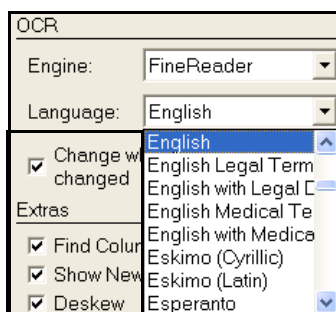 OCR
Engine: FineReader
Language: English
English
Change w
English Legal Term
changed
English with Legal D
Extras
English Medical Te
English with Medica
Find Colum
Eskimo (Cyrillic)
Show New
Eskimo (Latin)
Deskew
Esperanto